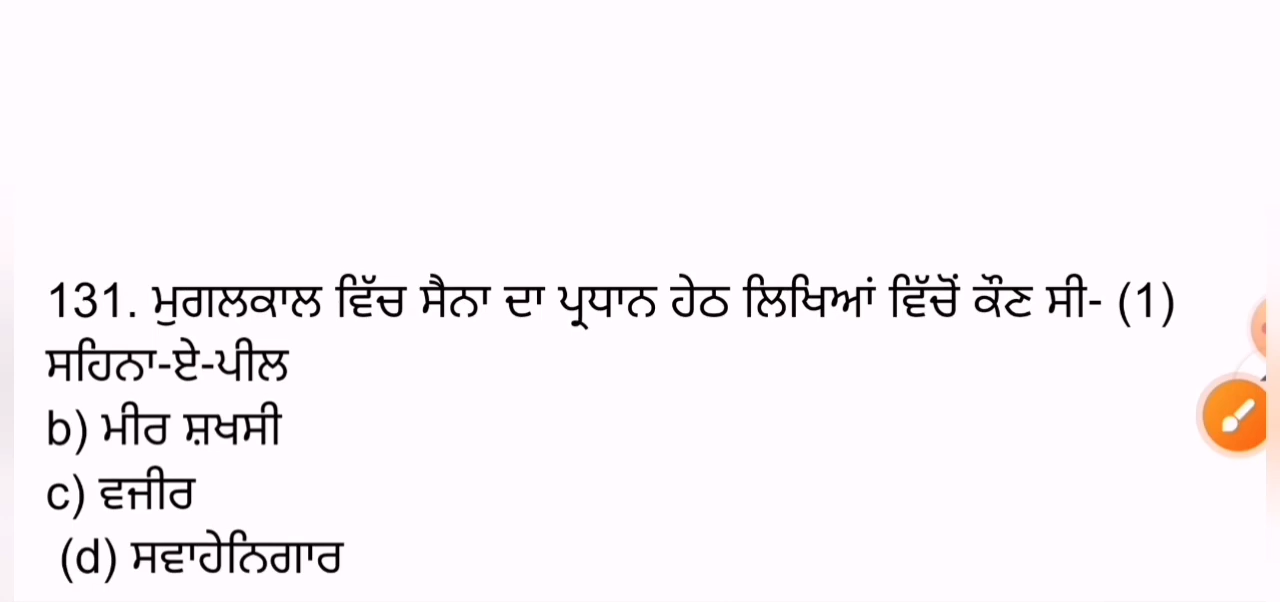 131. ਮੁਗਲਕਾਲ ਵਿੱਚ ਸੈਨਾ ਦਾ ਪ੍ਰਧਾਨ ਹੇਠ ਲਿਖਿਆਂ ਵਿੱਚੋਂ ਕੌਣ ਸੀ- (1)
ਸਹਿਨਾ-ਏ-ਪੀਲ
b) ਮੀਰ ਸ਼ਖਸੀ
c) ਵਜੀਰ
(d) ਸਵਾਹੇਨਿਗਾਰ